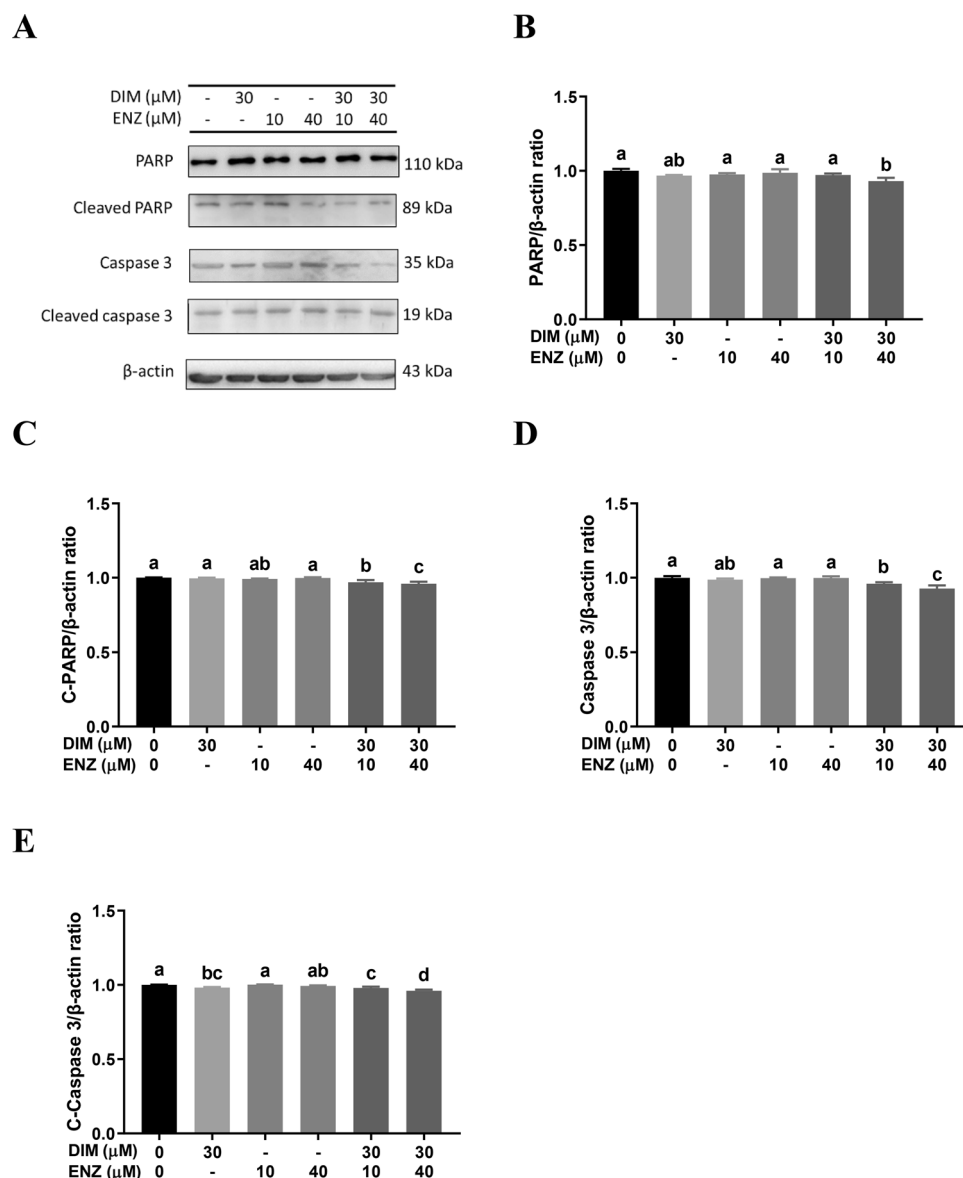 A
DIM (μM) - 30 - - 30 30
ENZ (μM) - - 10 40 10 40
PARP 110 kDa
Cleaved PARP 89 kDa
Caspase 3 35 kDa
Cleaved caspase 3 19 kDa
β-actin 43 kDa
B
PARP/β-actin ratio
1.5
1.0
0.5
0.0
a ab a a a b
DIM (μM) 0 30 - - 30 30
ENZ (μM) 0 - 10 40 10 40
C
C-PARP/β-actin ratio
1.5
1.0
0.5
0.0
a a ab a b c
DIM (μM) 0 30 - - 30 30
ENZ (μM) 0 - 10 40 10 40
D
Caspase 3/β-actin ratio
1.5
1.0
0.5
0.0
a ab a a b c
DIM (μM) 0 30 - - 30 30
ENZ (μM) 0 - 10 40 10 40
E
C-Caspase 3/β-actin ratio
1.5
1.0
0.5
0.0
a bc a ab c d
DIM (μM) 0 30 - - 30 30
ENZ (μM) 0 - 10 40 10 40